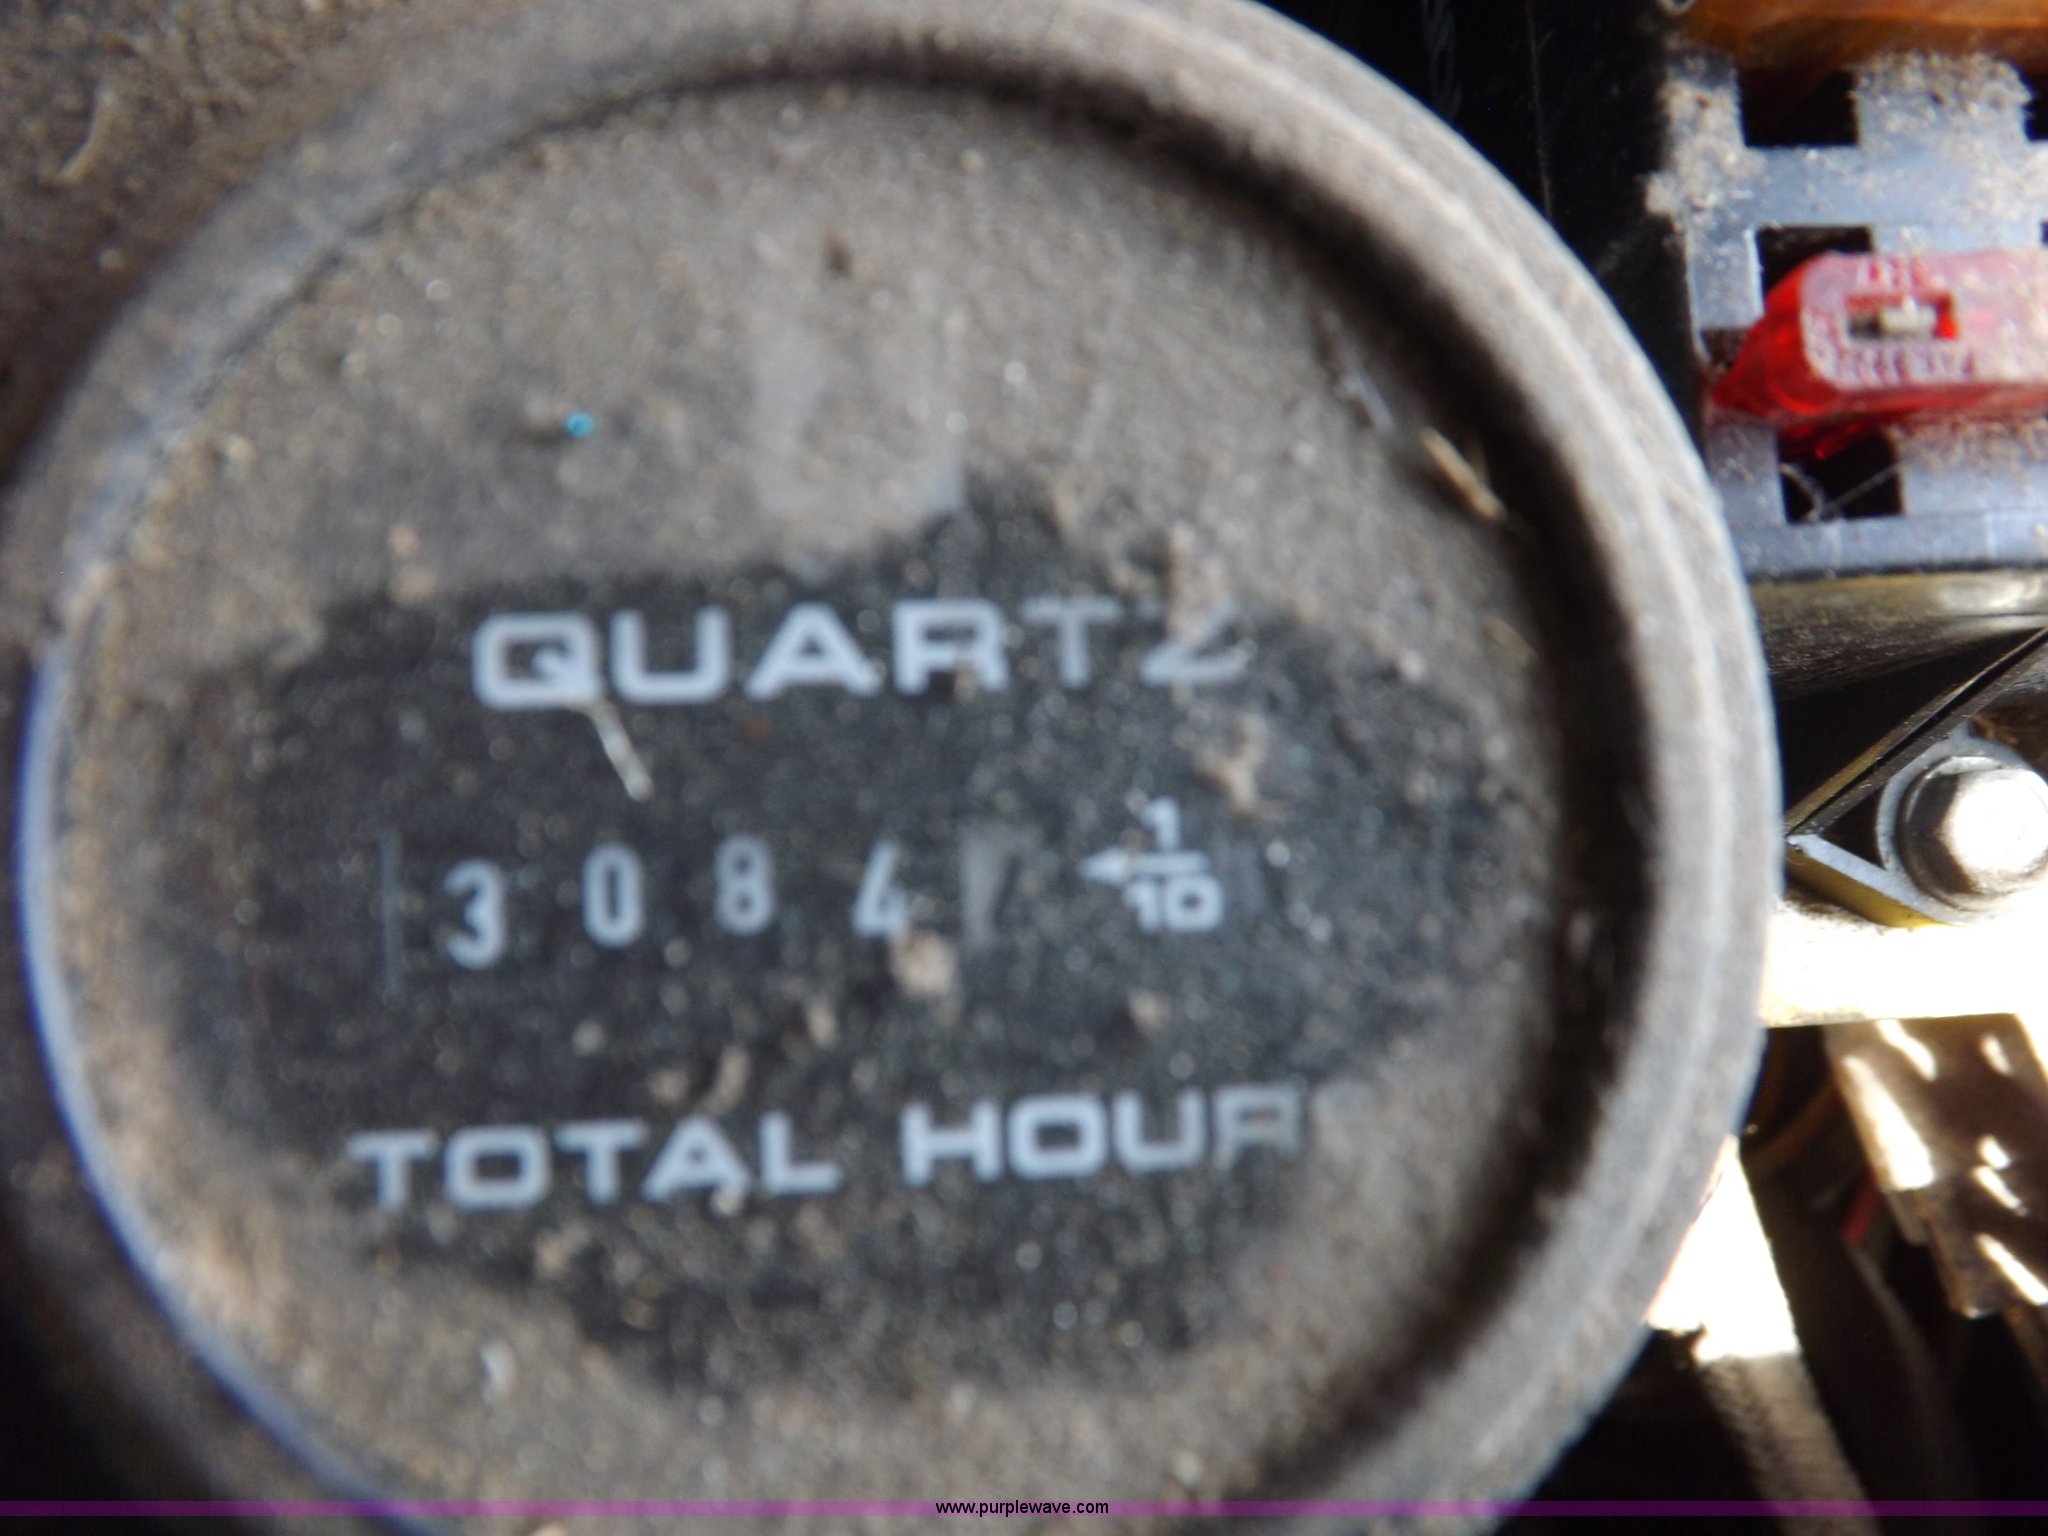 QUARTZ
3084
1
10
TOTAL HOUR
www.purplewave.com